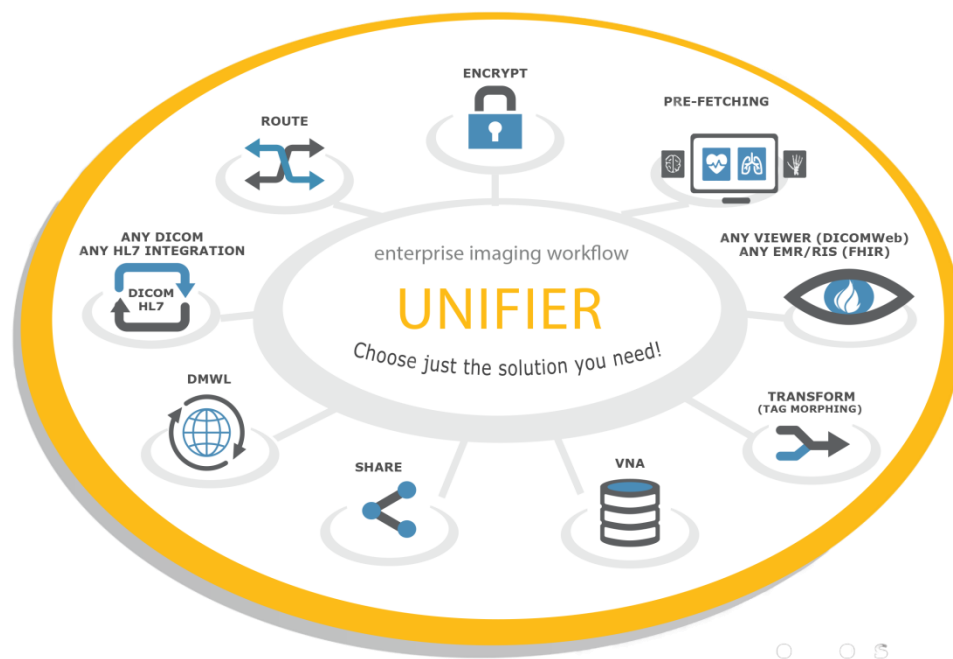 ENCRYPT
PRE-FETCHING
ROUTE
ANY DICOM
ANY HL7 INTEGRATION
DICOM
HL7
ANY VIEWER (DICOMWeb)
ANY EMR/RIS (FHIR)
enterprise imaging workflow
UNIFIER
Choose just the solution you need!
DMWL
TRANSFORM
(TAG MORPHING)
SHARE
VNA